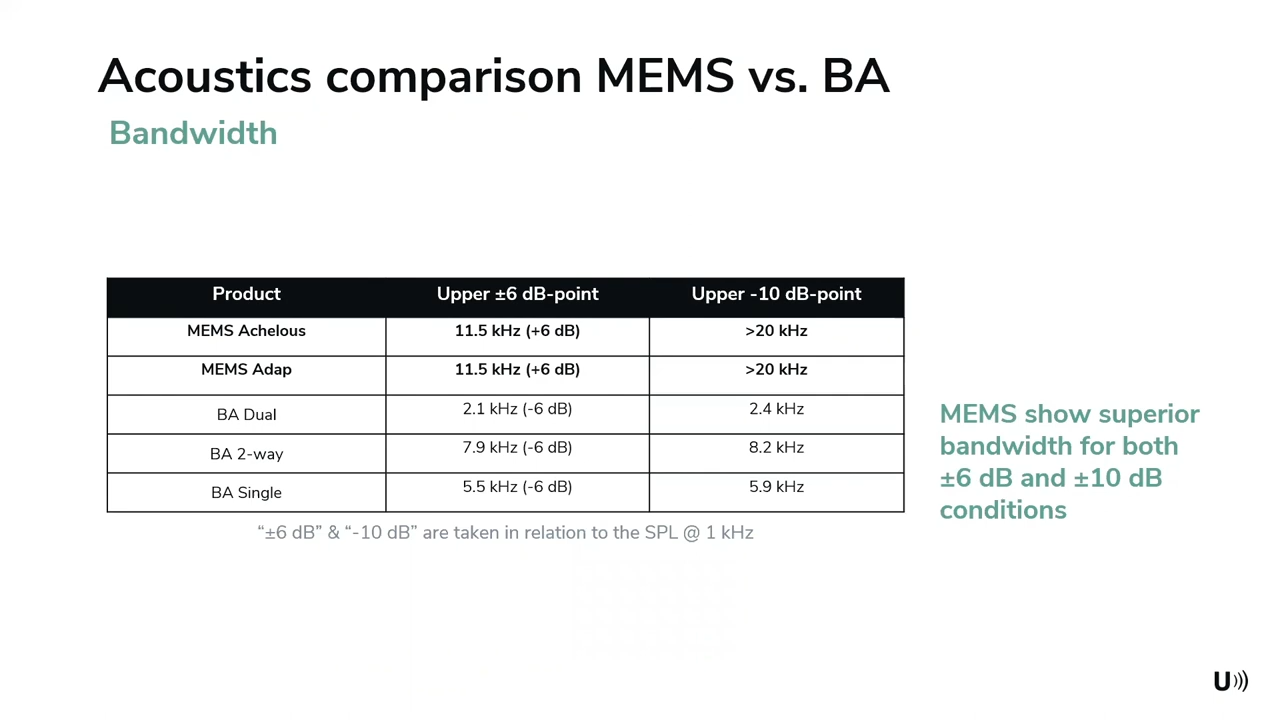 Acoustics comparison MEMS vs. BA
Bandwidth
Product Upper ±6 dB-point Upper -10 dB-point
MEMS Achelous 11.5 kHz (+6 dB) >20 kHz
MEMS Adap 11.5 kHz (+6 dB) >20 kHz
BA Dual 2.1 kHz (-6 dB) 2.4 kHz
BA 2-way 7.9 kHz (-6 dB) 8.2 kHz
BA Single 5.5 kHz (-6 dB) 5.9 kHz
“±6 dB” & “-10 dB” are taken in relation to the SPL @ 1 kHz
MEMS show superior
bandwidth for both
±6 dB and ±10 dB
conditions
U